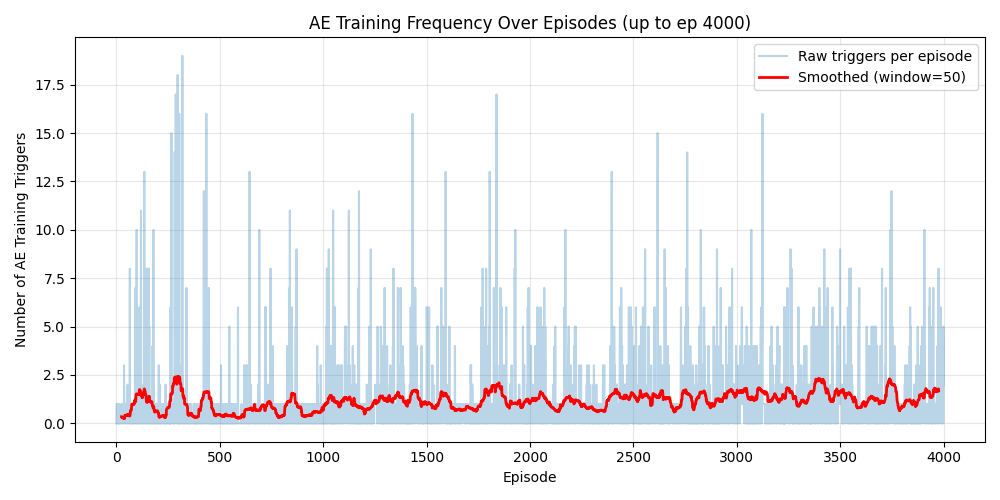 AE Training Frequency Over Episodes (up to ep 4000)
Raw triggers per episode
Smoothed (window=50)
Number of AE Training Triggers
17.5
15.0
12.5
10.0
7.5
5.0
2.5
0.0
0 500 1000 1500 2000 2500 3000 3500 4000
Episode